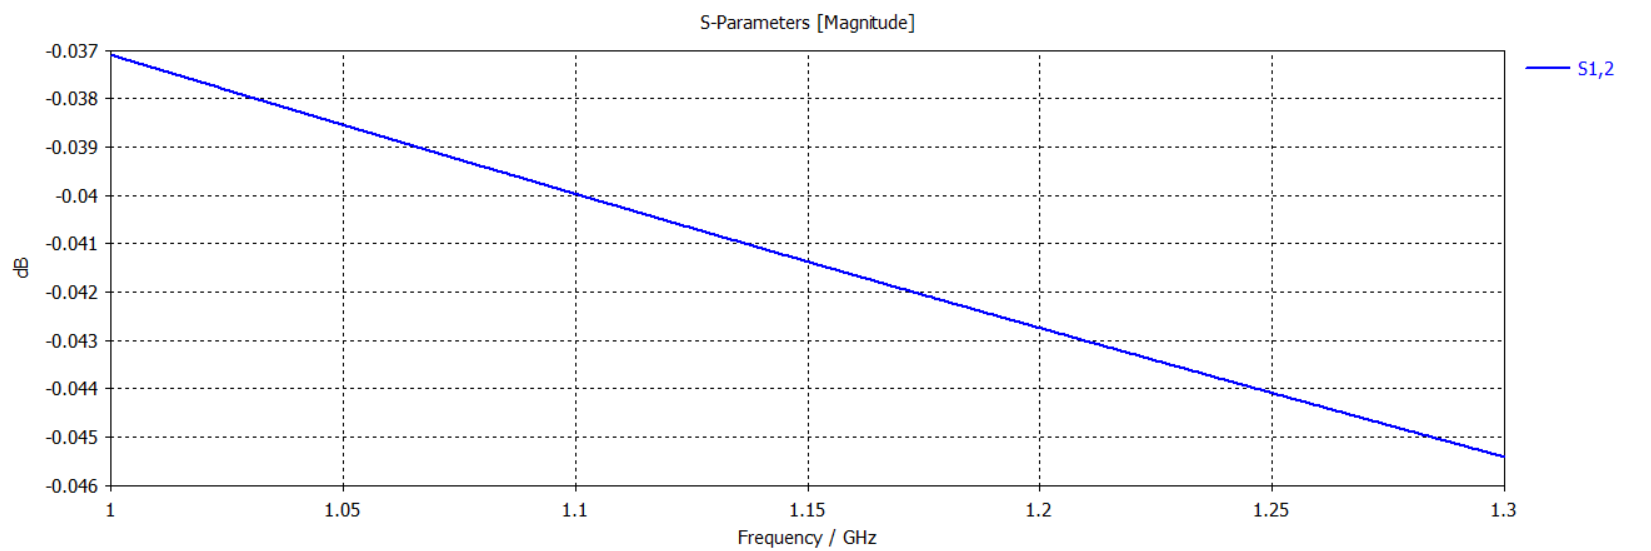 S-Parameters [Magnitude]
-0.037
-0.038
-0.039
-0.04
-0.041
-0.042
-0.043
-0.044
-0.045
-0.046
dB
1 1.05 1.1 1.15 1.2 1.25 1.3
Frequency / GHz
S1,2